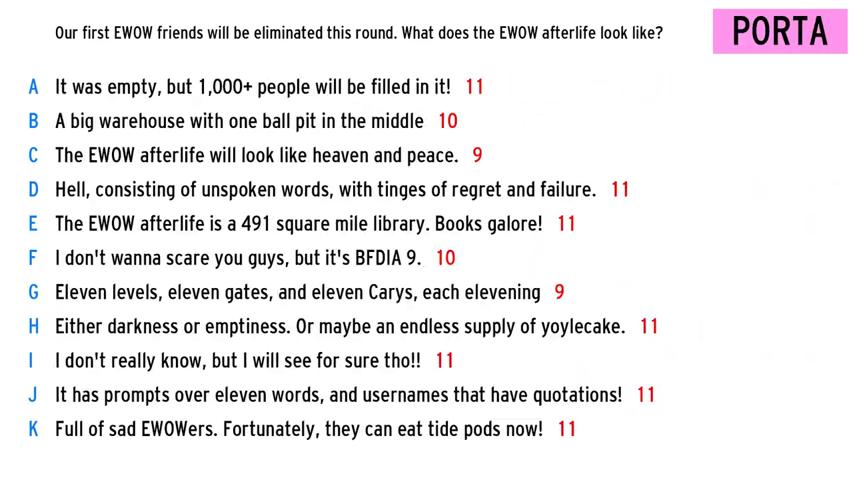 Our first EWOW friends will be eliminated this round. What does the EWOW afterlife look like?
PORTA
A It was empty, but 1,000+ people will be filled in it! 11
B A big warehouse with one ball pit in the middle 10
C The EWOW afterlife will look like heaven and peace. 9
D Hell, consisting of unspoken words, with tinges of regret and failure. 11
E The EWOW afterlife is a 491 square mile library. Books galore! 11
F I don't wanna scare you guys, but it's BFDIA 9. 10
G Eleven levels, eleven gates, and eleven Carys, each elevening 9
H Either darkness or emptiness. Or maybe an endless supply of yoylecake. 11
I I don't really know, but I will see for sure tho!! 11
J It has prompts over eleven words, and usernames that have quotations! 11
K Full of sad EWOWers. Fortunately, they can eat tide pods now! 11